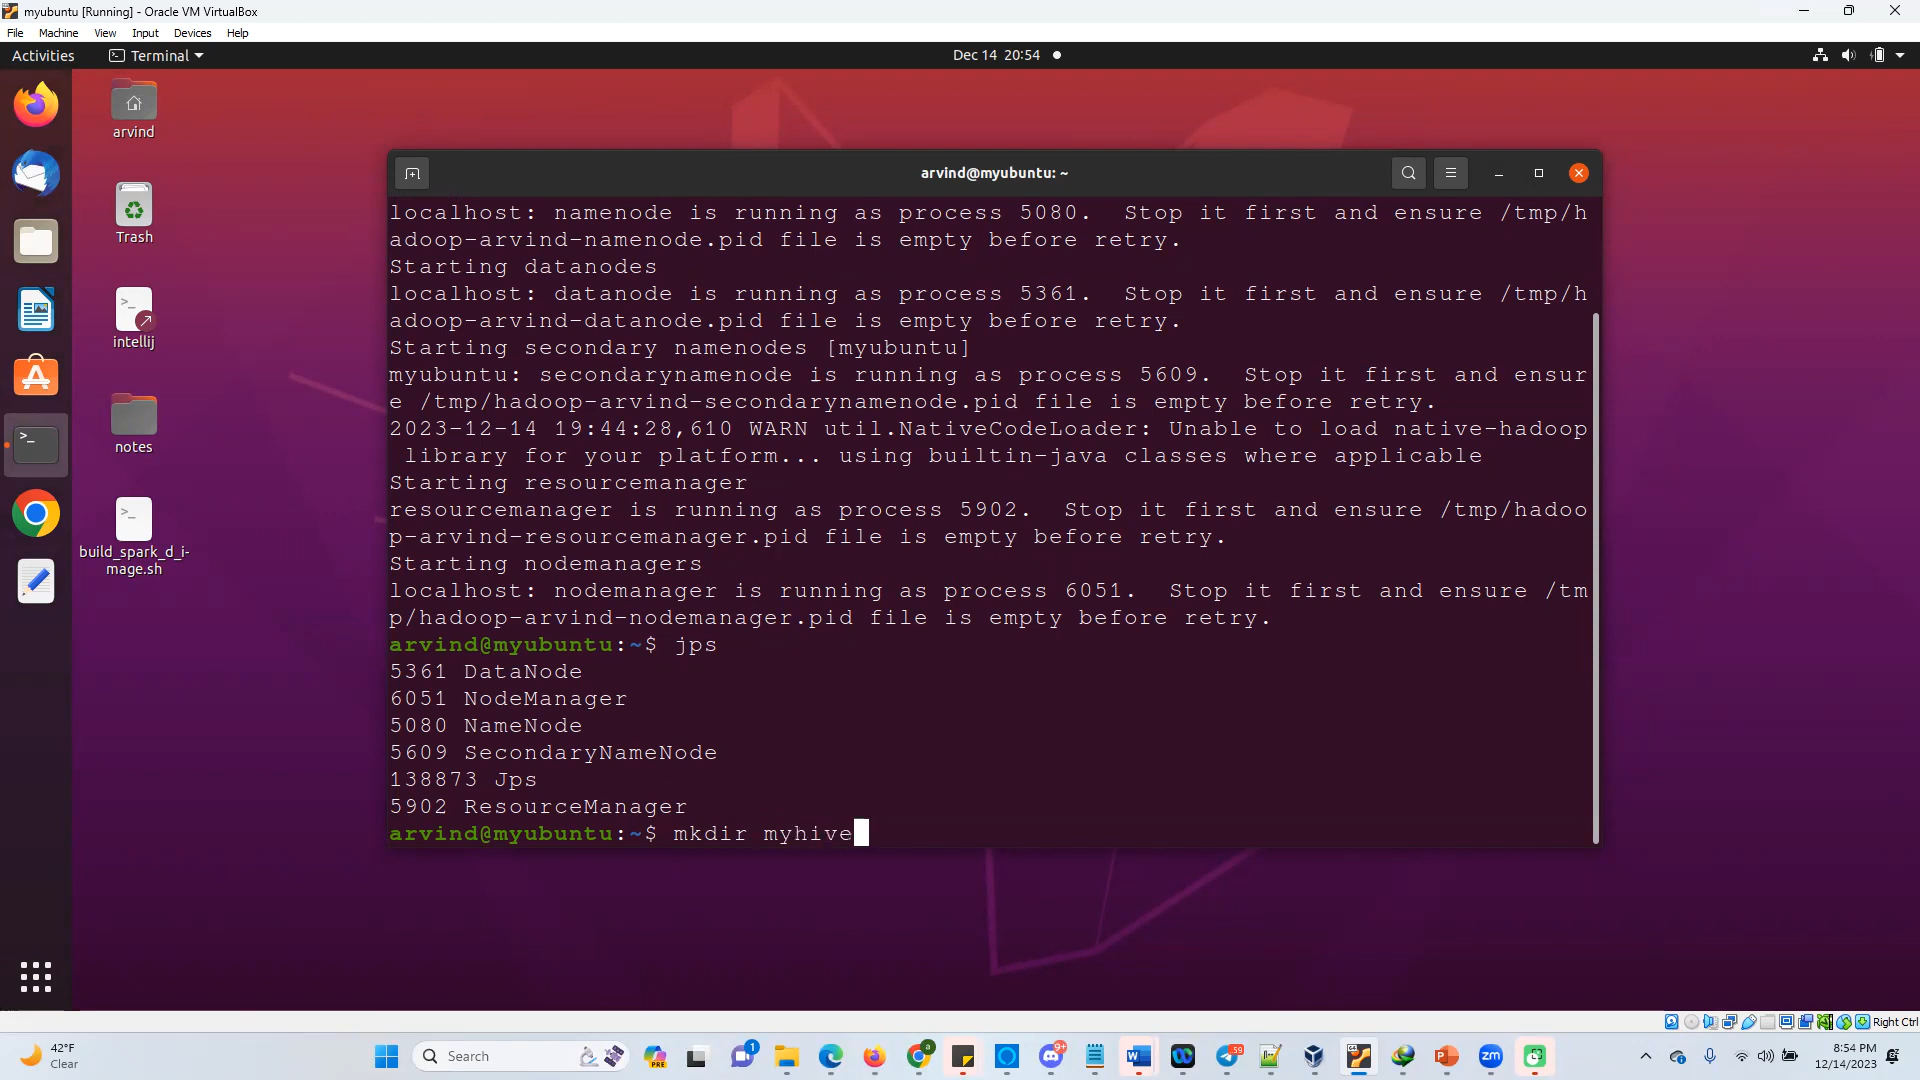 myubuntu [Running] - Oracle VM VirtualBox
File Machine View Input Devices Help
Activities Terminal Dec 14 20:54
arvind
Trash
intellij
notes
build_spark_d_i-
mage.sh
arvind@myubuntu: ~
localhost: namenode is running as process 5080.  Stop it first and ensure /tmp/h
adoop-arvind-namenode.pid file is empty before retry.
Starting datanodes
localhost: datanode is running as process 5361.  Stop it first and ensure /tmp/h
adoop-arvind-datanode.pid file is empty before retry.
Starting secondary namenodes [myubuntu]
myubuntu: secondarynamenode is running as process 5609.  Stop it first and ensur
e /tmp/hadoop-arvind-secondarynamenode.pid file is empty before retry.
2023-12-14 19:44:28,610 WARN util.NativeCodeLoader: Unable to load native-hadoop
 library for your platform... using builtin-java classes where applicable
Starting resourcemanager
resourcemanager is running as process 5902.  Stop it first and ensure /tmp/hadoo
p-arvind-resourcemanager.pid file is empty before retry.
Starting nodemanagers
localhost: nodemanager is running as process 6051.  Stop it first and ensure /tm
p/hadoop-arvind-nodemanager.pid file is empty before retry.
arvind@myubuntu:~$ jps
5361 DataNode
6051 NodeManager
5080 NameNode
5609 SecondaryNameNode
138873 Jps
5902 ResourceManager
arvind@myubuntu:~$ mkdir myhive
Right Ctrl
42°F
Clear
Search
PRE
1
a
9+
59
zm
8:54 PM
12/14/2023